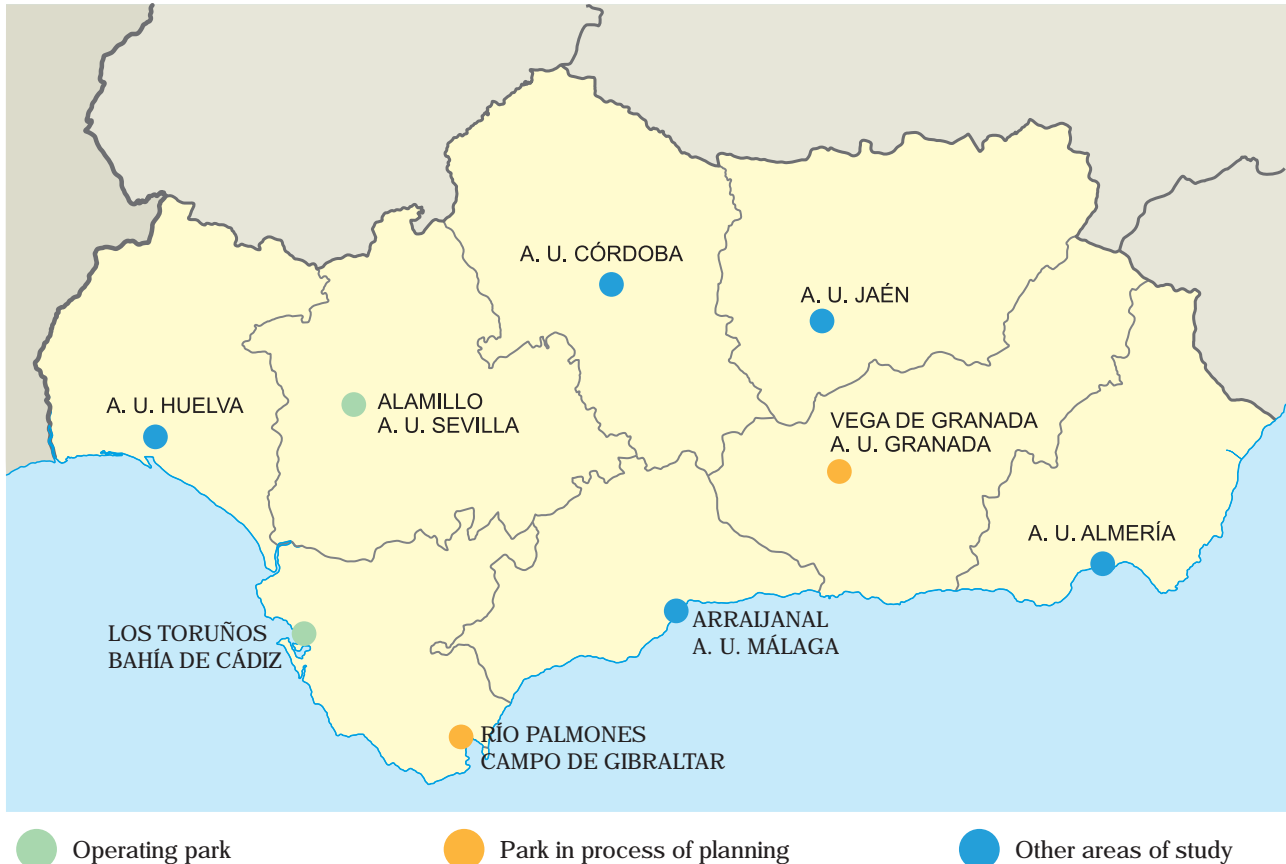 A. U. CÓRDOBA
A. U. JAÉN
A. U. HUELVA
ALAMILLO
A. U. SEVILLA
VEGA DE GRANADA
A. U. GRANADA
A. U. ALMERÍA
LOS TORUÑOS
BAHÍA DE CÁDIZ
ARRAIJANAL
A. U. MÁLAGA
RÍO PALMONES
CAMPO DE GIBRALTAR
Operating park
Park in process of planning
Other areas of study